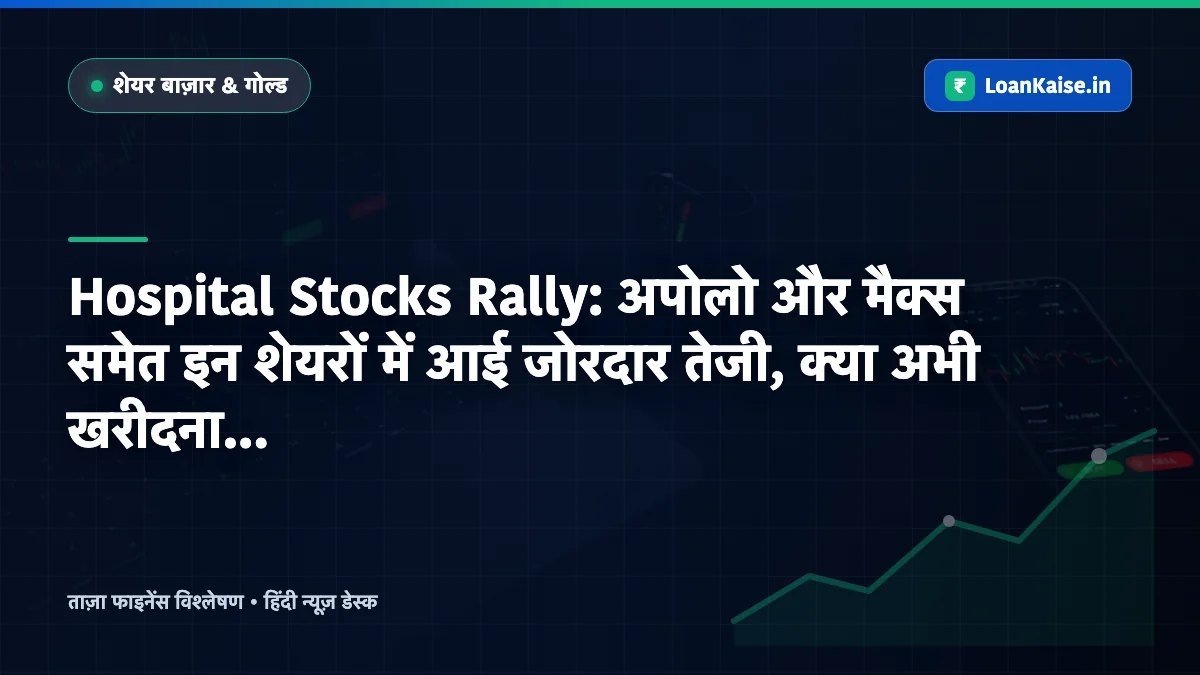 शेयर बाज़ार & गोल्ड
₹ LoanKaise.in
Hospital Stocks Rally: अपोलो और मैक्स
समेत इन शेयरों में आई जोरदार तेजी, क्या अभी
खरीदना...
ताज़ा फाइनेंस विश्लेषण • हिंदी न्यूज़ डेस्क